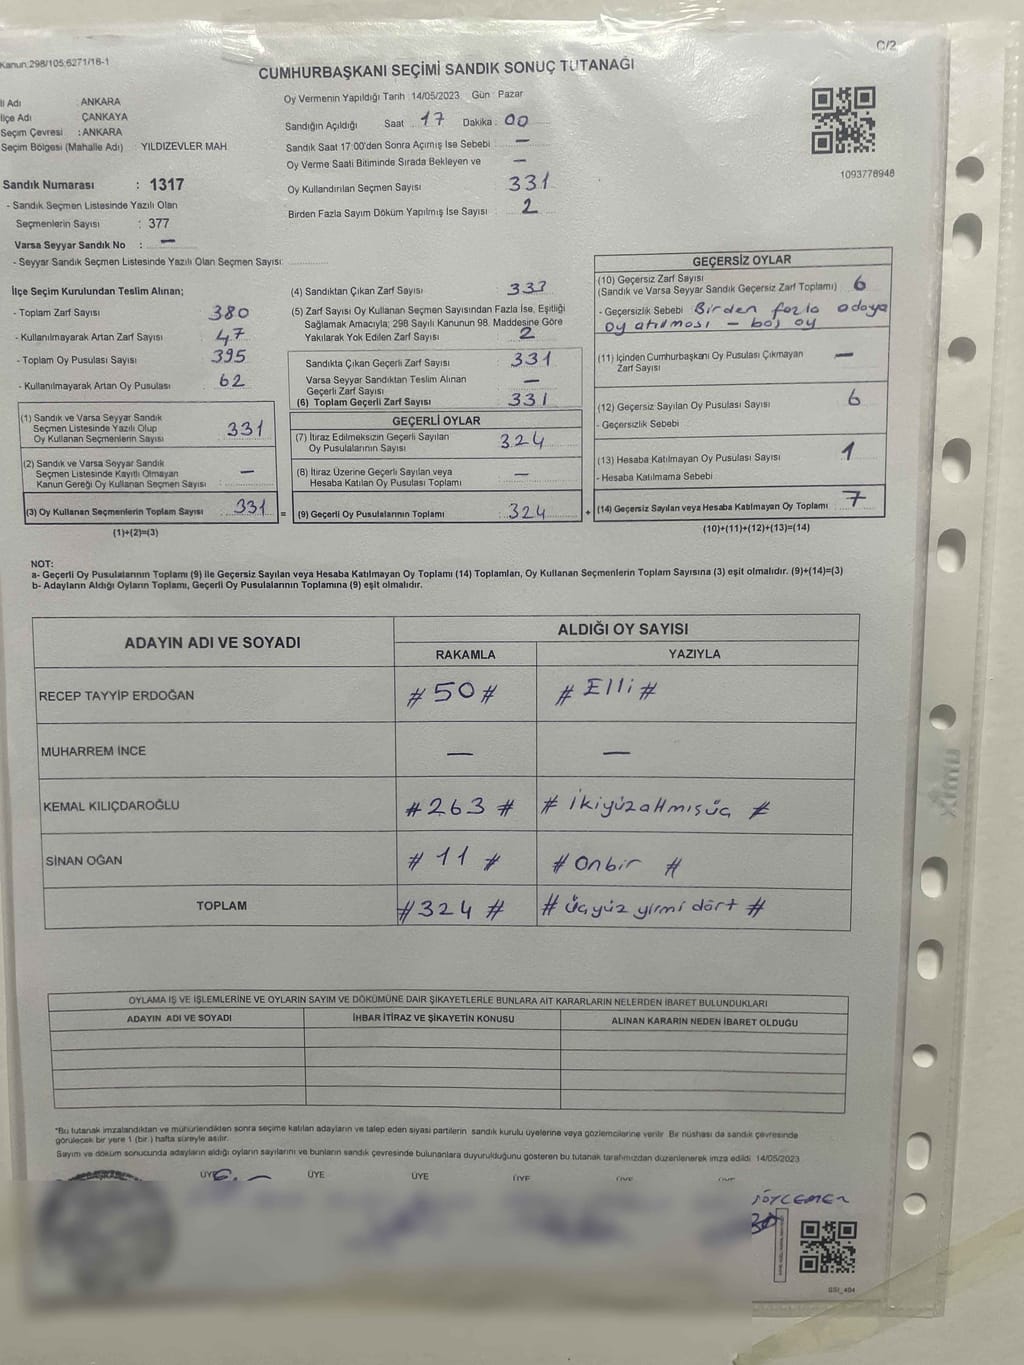 C/2
Kanun:298/105;6271/18-1
CUMHURBAŞKANI SEÇİMİ SANDIK SONUÇ TUTANAĞI
İl Adı : ANKARA
İlçe Adı : ÇANKAYA
Seçim Çevresi : ANKARA
Seçim Bölgesi (Mahalle Adı) : YILDIZEVLER MAH
Sandık Numarası : 1317
- Sandık Seçmen Listesinde Yazılı Olan
Seçmenlerin Sayısı : 377
Varsa Seyyar Sandık No : —
- Seyyar Sandık Seçmen Listesinde Yazılı Olan Seçmen Sayısı:
Oy Vermenin Yapıldığı Tarih : 14/05/2023 Gün : Pazar
Sandığın Açıldığı Saat : 17 Dakika : 00
Sandık Saat 17:00'den Sonra Açımış İse Sebebi : —
Oy Verme Saati Bitiminde Sırada Bekleyen ve —
Oy Kullandırılan Seçmen Sayısı 331
Birden Fazla Sayım Döküm Yapılmış İse Sayısı : 2
1093778948
İlçe Seçim Kurulundan Teslim Alınan;
- Toplam Zarf Sayısı : 380
- Kullanılmayarak Artan Zarf Sayısı : 47
- Toplam Oy Pusulası Sayısı : 395
- Kullanılmayarak Artan Oy Pusulası : 62
(1) Sandık ve Varsa Seyyar Sandık
Seçmen Listesinde Yazılı Olup
Oy Kullanan Seçmenlerin Sayısı : 331
(2) Sandık ve Varsa Seyyar Sandık
Seçmen Listesinde Kayıtlı Olmayan
Kanun Gereği Oy Kullanan Seçmen Sayısı : —
(3) Oy Kullanan Seçmenlerin Toplam Sayısı : 331 =
(1)+(2)=(3)
(4) Sandıktan Çıkan Zarf Sayısı : 333
(5) Zarf Sayısı Oy Kullanan Seçmen Sayısından Fazla İse, Eşitliği
Sağlamak Amacıyla; 298 Sayılı Kanunun 98. Maddesine Göre
Yakılarak Yok Edilen Zarf Sayısı : 2
Sandıkta Çıkan Geçerli Zarf Sayısı : 331
Varsa Seyyar Sandıktan Teslim Alınan
Geçerli Zarf Sayısı : —
(6) Toplam Geçerli Zarf Sayısı : 331
GEÇERLİ OYLAR
(7) İtiraz Edilmeksizin Geçerli Sayılan
Oy Pusulalarının Sayısı : 324
(8) İtiraz Üzerine Geçerli Sayılan veya
Hesaba Katılan Oy Pusulası Toplamı : —
(9) Geçerli Oy Pusulalarının Toplamı : 324 +
GEÇERSİZ OYLAR
(10) Geçersiz Zarf Sayısı
(Sandık ve Varsa Seyyar Sandık Geçersiz Zarf Toplamı) : 6
- Geçersizlik Sebebi Birden fazla adaya
oy atılması – boş oy
(11) İçinden Cumhurbaşkanı Oy Pusulası Çıkmayan
Zarf Sayısı : —
(12) Geçersiz Sayılan Oy Pusulası Sayısı : 6
- Geçersizlik Sebebi
(13) Hesaba Katılmayan Oy Pusulası Sayısı : 1
- Hesaba Katılmama Sebebi
(14) Geçersiz Sayılan veya Hesaba Katılmayan Oy Toplamı : 7
(10)+(11)+(12)+(13)=(14)
NOT:
a- Geçerli Oy Pusulalarının Toplamı (9) ile Geçersiz Sayılan veya Hesaba Katılmayan Oy Toplamı (14) Toplamları, Oy Kullanan Seçmenlerin Toplam Sayısına (3) eşit olmalıdır. (9)+(14)=(3)
b- Adayların Aldığı Oyların Toplamı, Geçerli Oy Pusulalarının Toplamına (9) eşit olmalıdır.
ADAYIN ADI VE SOYADI ALDIĞI OY SAYISI
RAKAMLA YAZIYLA
RECEP TAYYİP ERDOĞAN #50# #Elli#
MUHARREM İNCE — —
KEMAL KILIÇDAROĞLU #263# #ikiyüzaltmışüç#
SİNAN OĞAN #11# #Onbir#
TOPLAM #324# #üçyüz yirmi dört#
OYLAMA İŞ VE İŞLEMLERİNE VE OYLARIN SAYIM VE DÖKÜMÜNE DAİR ŞİKAYETLERLE BUNLARA AİT KARARLARIN NELERDEN İBARET BULUNDUKLARI
ADAYIN ADI VE SOYADI İHBAR İTİRAZ VE ŞİKAYETİN KONUSU ALINAN KARARIN NEDEN İBARET OLDUĞU
"Bu tutanak imzalandıktan ve mühürlendikten sonra seçime katılan adayların ve talep eden siyasi partilerin sandık kurulu üyelerine veya gözlemcilerine verilir. Bir nüshası da sandık çevresinde
görülecek bir yere 1 (bir) hafta süreyle asılır.
Sayım ve döküm sonucunda adayların aldığı oyların sayılarını ve bunların sandık çevresinde bulunanlara duyurulduğunu gösteren bu tutanak tarafımızdan düzenlenerek imza edildi. 14/05/2023
ÜYE ÜYE ÜYE ÜYE ÜYE ÜYE